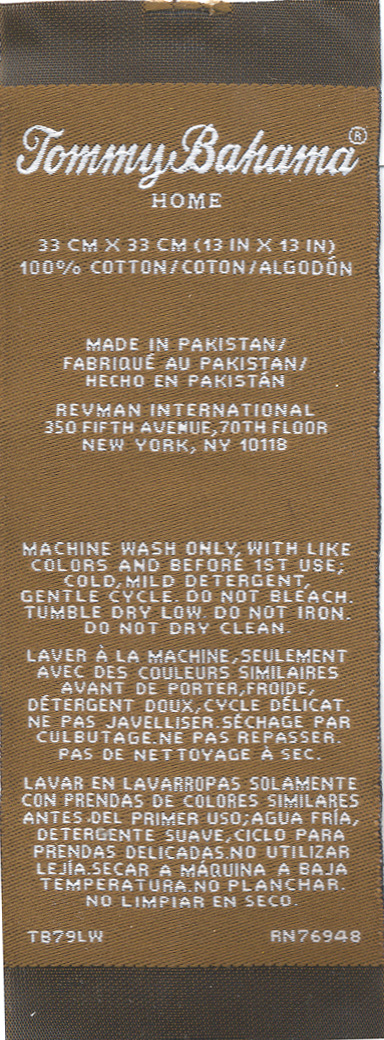 Tommy Bahama®
HOME
33 CM X 33 CM (13 IN X 13 IN)
100% COTTON/COTON/ALGODÓN
MADE IN PAKISTAN/
FABRIQUÉ AU PAKISTAN/
HECHO EN PAKISTÁN
REVMAN INTERNATIONAL
350 FIFTH AVENUE,70TH FLOOR
NEW YORK, NY 10118
MACHINE WASH ONLY, WITH LIKE
COLORS AND BEFORE 1ST USE;
COLD,MILD DETERGENT,
GENTLE CYCLE. DO NOT BLEACH.
TUMBLE DRY LOW. DO NOT IRON.
DO NOT DRY CLEAN.
LAVER À LA MACHINE,SEULEMENT
AVEC DES COULEURS SIMILAIRES
AVANT DE PORTER,FROIDE,
DÉTERGENT DOUX,CYCLE DÉLICAT.
NE PAS JAVELLISER.SÉCHAGE PAR
CULBUTAGE.NE PAS REPASSER.
PAS DE NETTOYAGE À SEC.
LAVAR EN LAVARROPAS SOLAMENTE
CON PRENDAS DE COLORES SIMILARES
ANTES DEL PRIMER USO;AGUA FRÍA,
DETERGENTE SUAVE,CICLO PARA
PRENDAS DELICADAS.NO UTILIZAR
LEJÍA.SECAR A MÁQUINA A BAJA
TEMPERATURA.NO PLANCHAR.
NO LIMPIAR EN SECO.
TB79LW RN76948